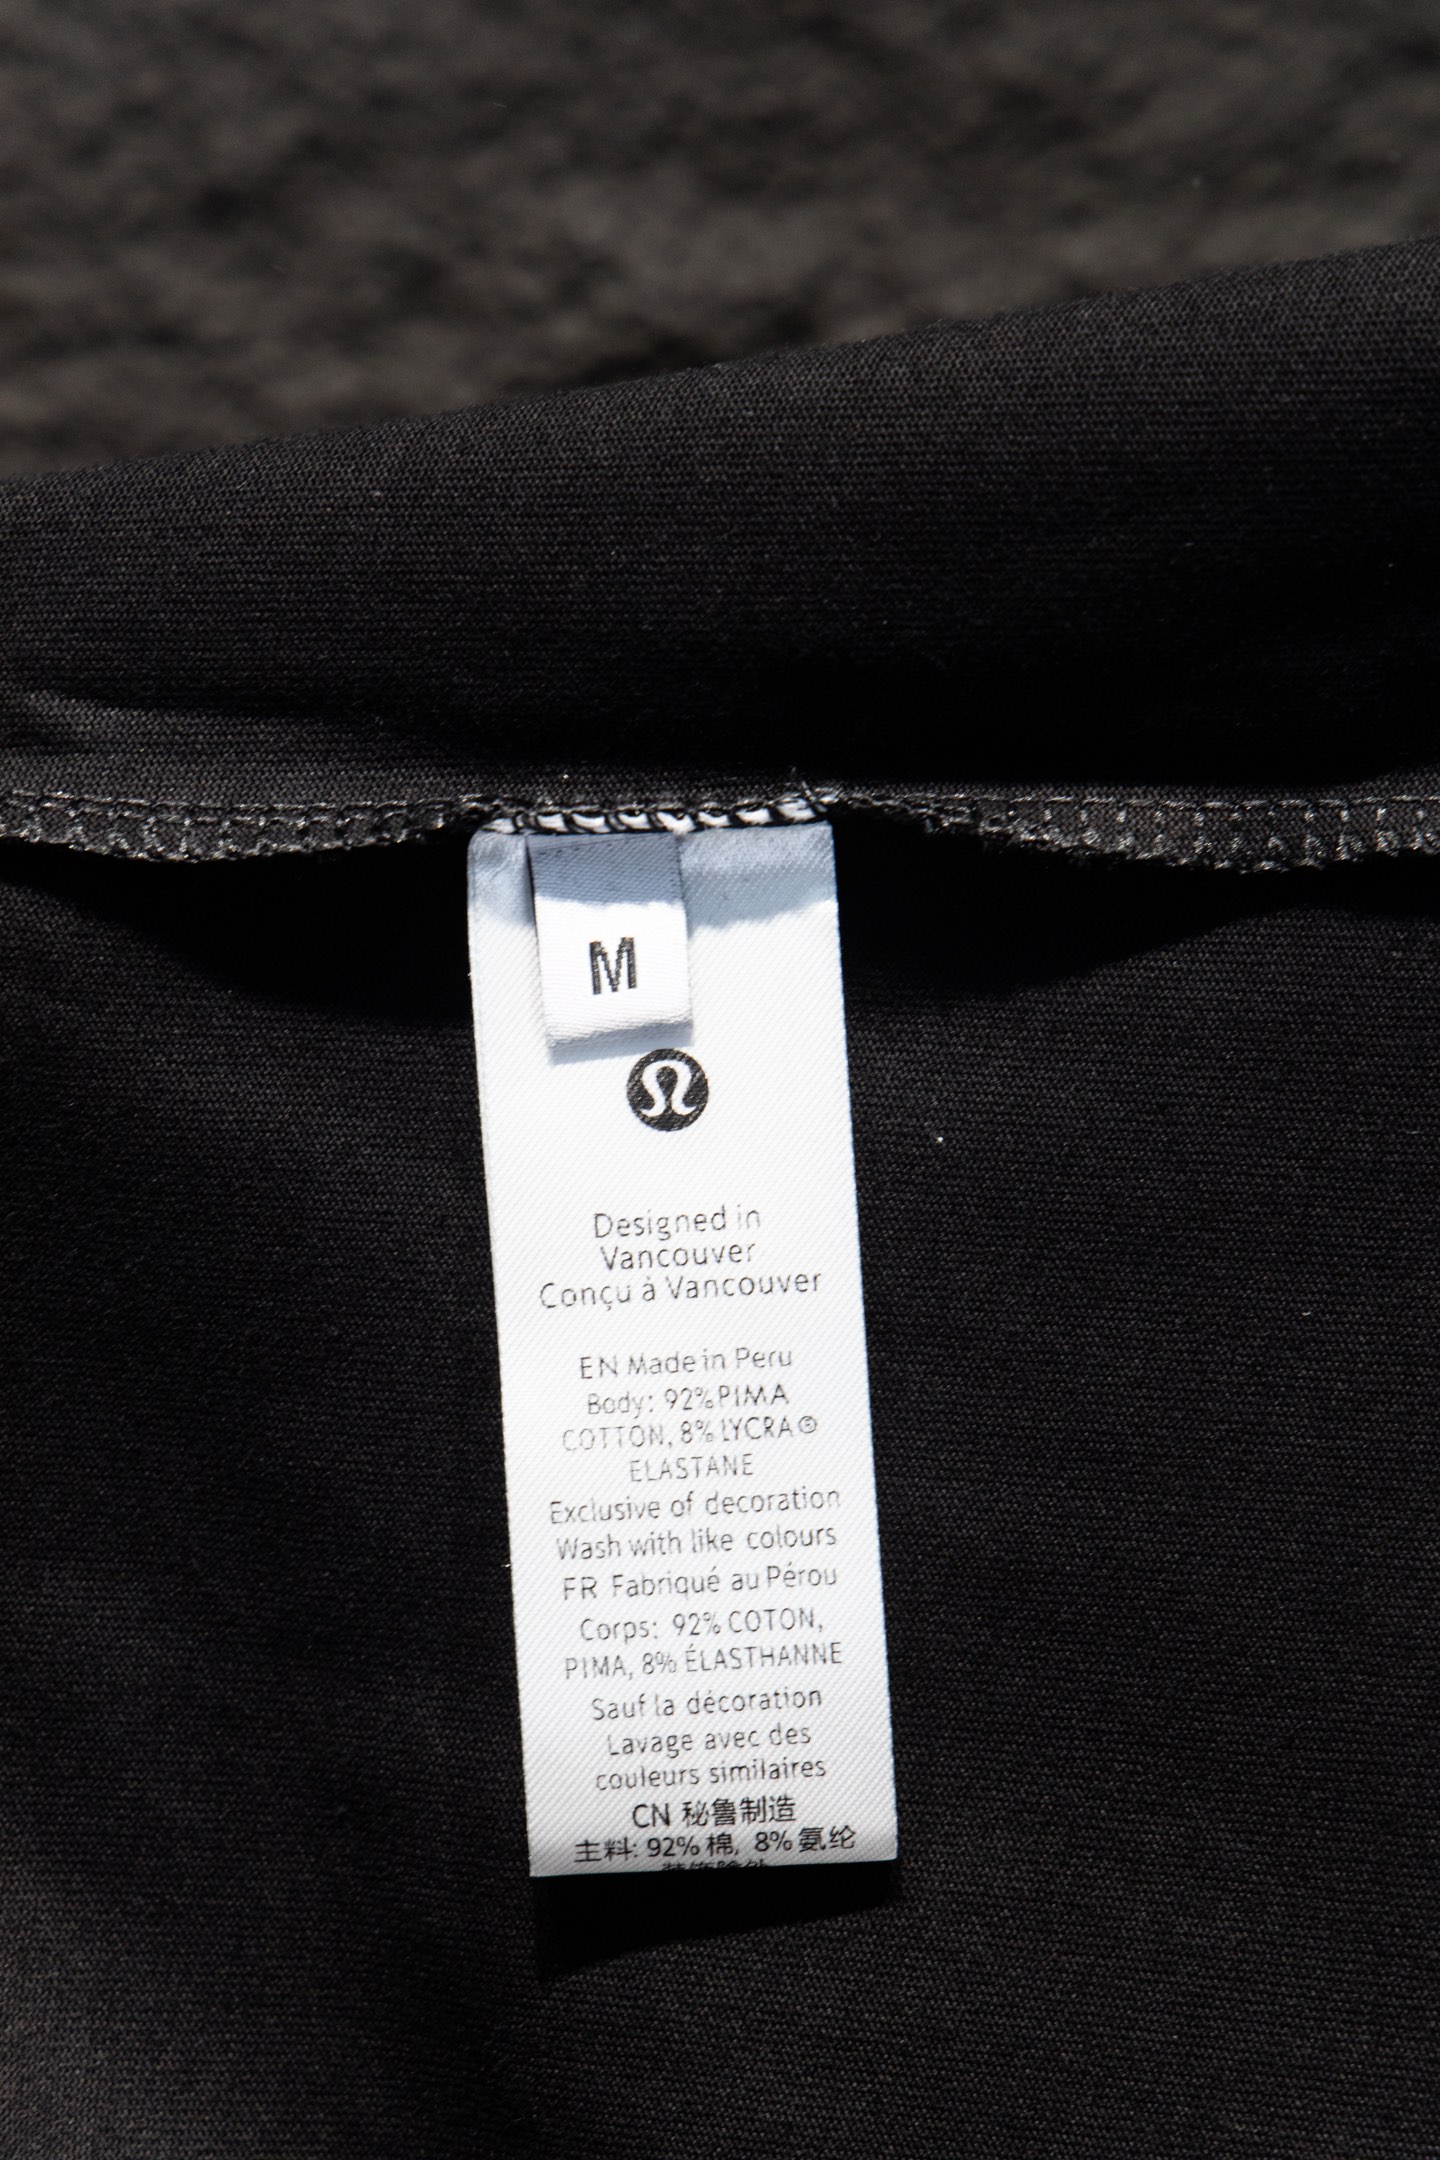 M
Designed in
Vancouver
Conçu à Vancouver
EN Made in Peru
Body: 92% PIMA
COTTON, 8% LYCRA®
ELASTANE
Exclusive of decoration
Wash with like colours
FR Fabriqué au Pérou
Corps: 92% COTON,
PIMA, 8% ÉLASTHANNE
Sauf la décoration
Lavage avec des
couleurs similaires
CN 秘鲁制造
主料: 92% 棉, 8% 氨纶